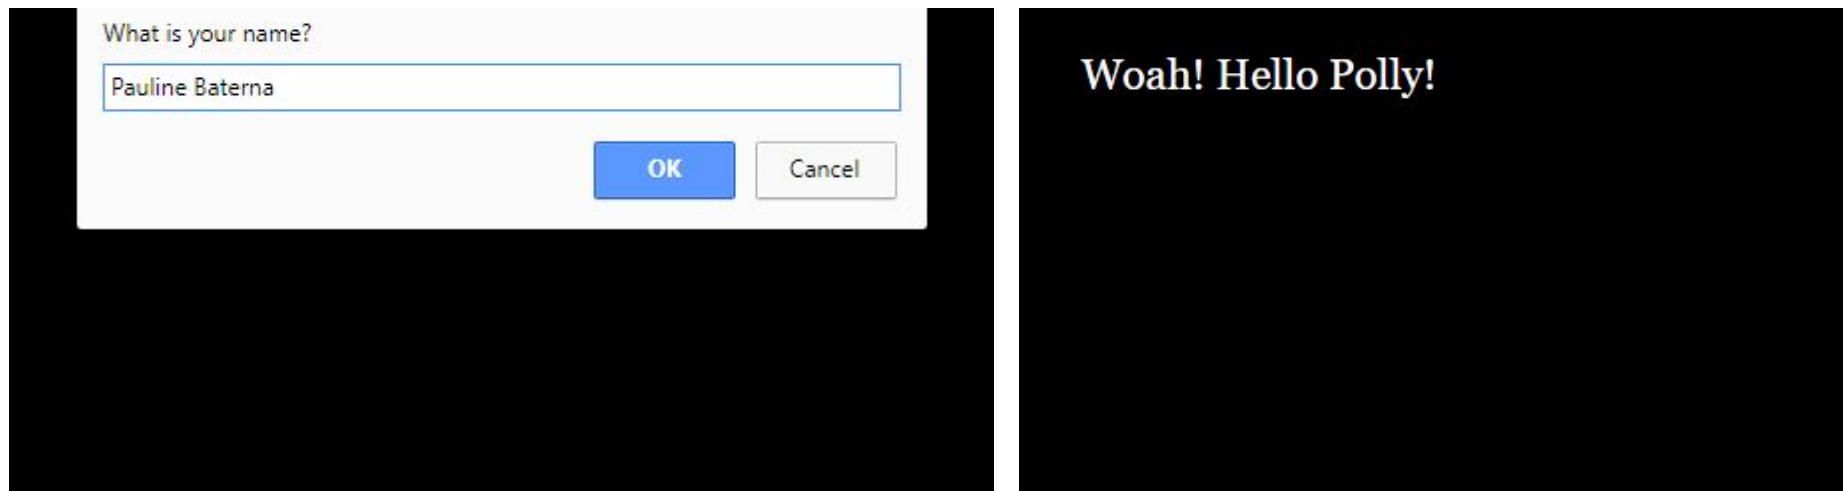 What is your name?
Pauline Baterna
OK
Cancel
Woah! Hello Polly!